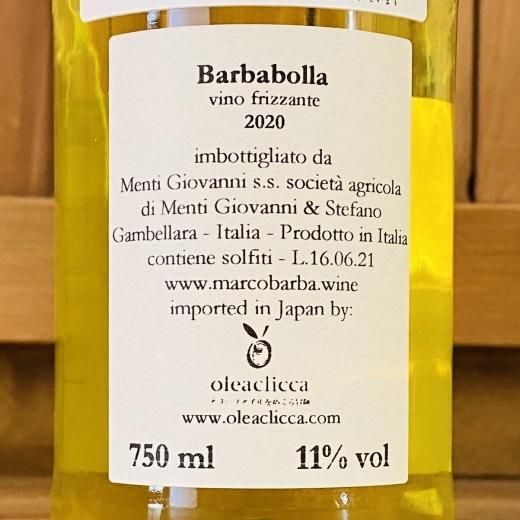 Barbabolla
vino frizzante
2020
imbottigliato da
Menti Giovanni s.s. società agricola
di Menti Giovanni & Stefano
Gambellara - Italia - Prodotto in Italia
contiene solfiti - L.16.06.21
www.marcobarba.wine
imported in Japan by:
oleaclicca
www.oleaclicca.com
750 ml 11% vol